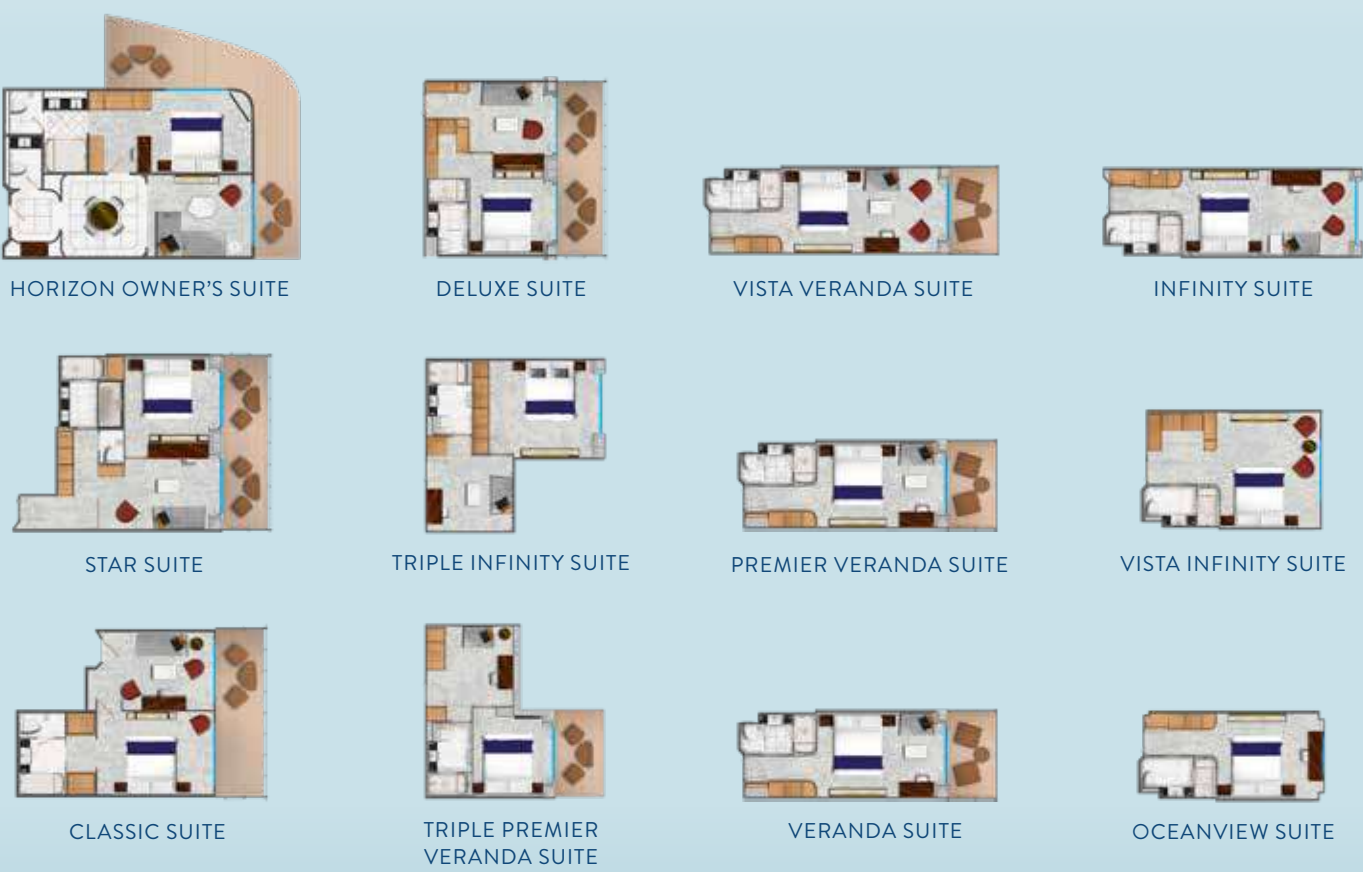 HORIZON OWNER'S SUITE
DELUXE SUITE
VISTA VERANDA SUITE
INFINITY SUITE
STAR SUITE
TRIPLE INFINITY SUITE
PREMIER VERANDA SUITE
VISTA INFINITY SUITE
CLASSIC SUITE
TRIPLE PREMIER
VERANDA SUITE
VERANDA SUITE
OCEANVIEW SUITE